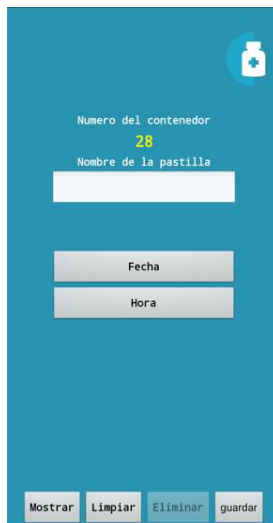 Numero del contenedor
28
Nombre de la pastilla
Fecha
Hora
Mostrar Limpiar Eliminar guardar